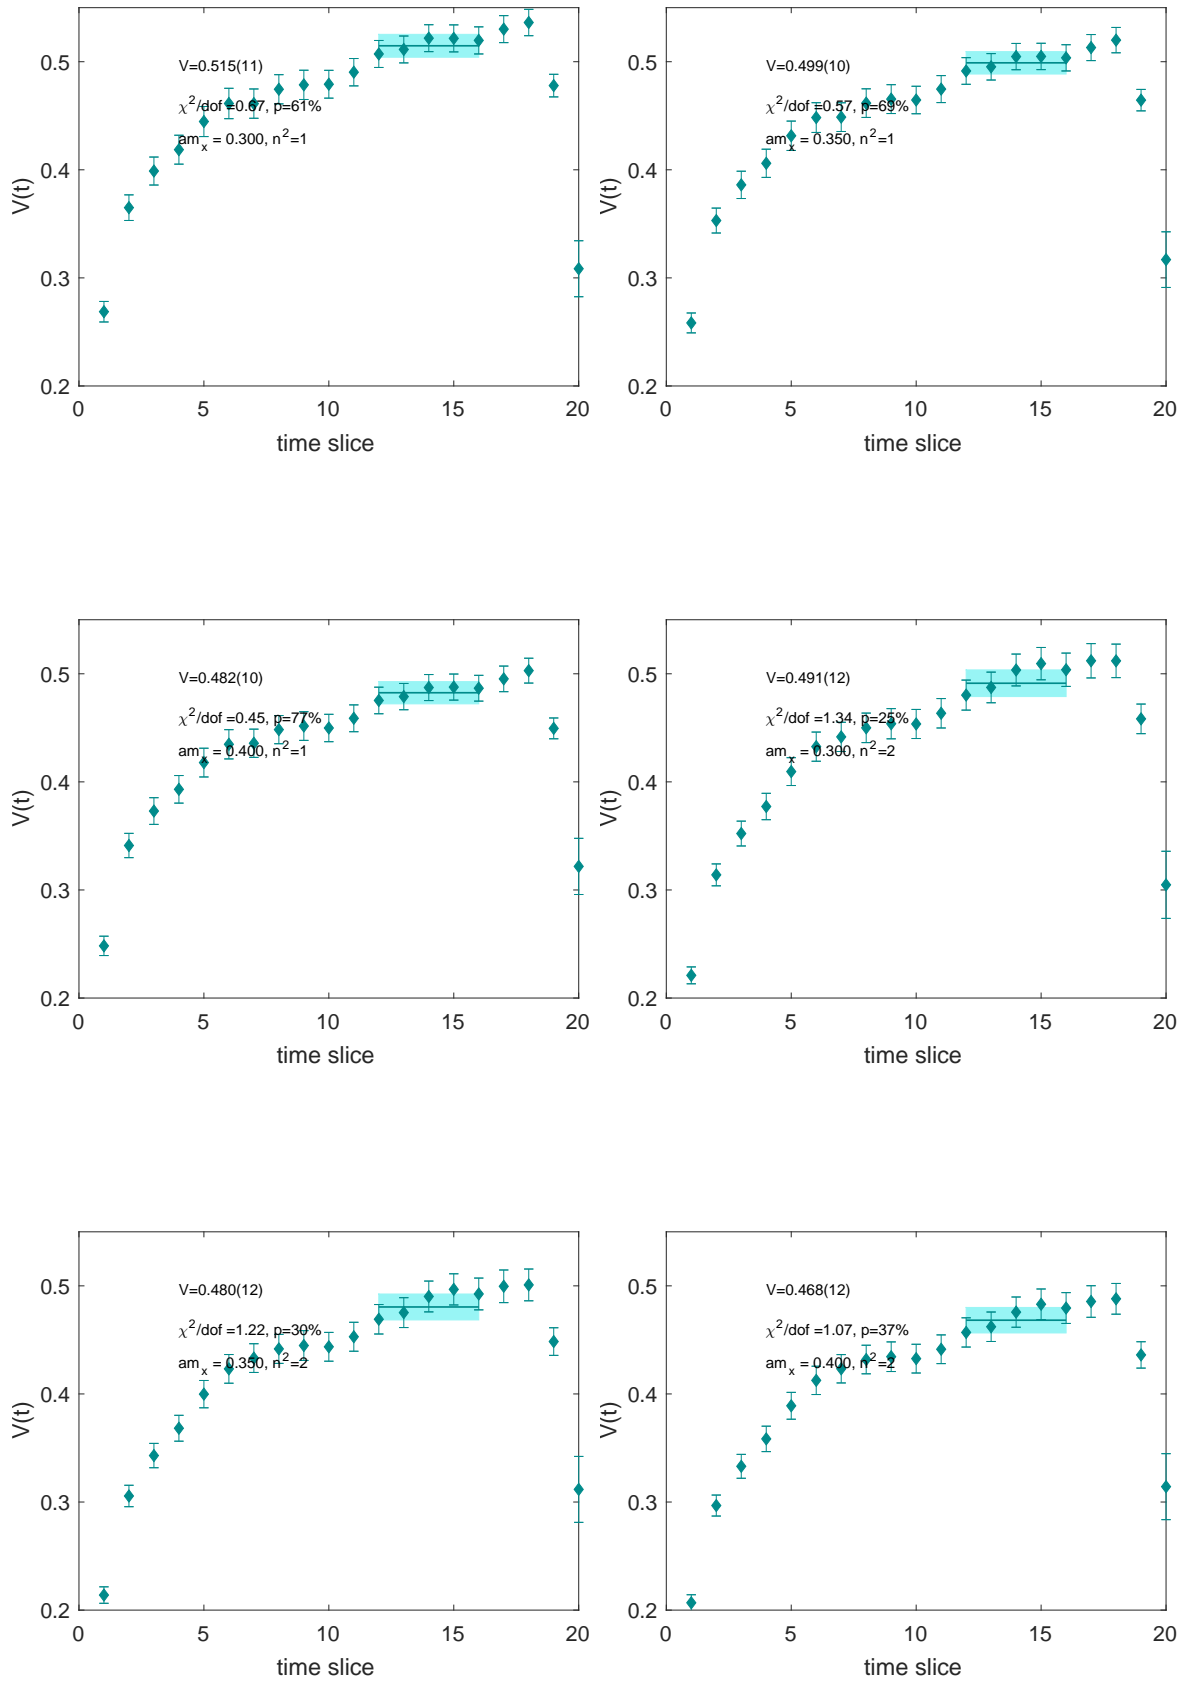 0.5
0.4
0.3
0.2
V(t)
V=0.515(11)
χ²/dof =0.67, p=61%
amₓ = 0.300, n²=1
0 5 10 15 20
time slice
0.5
0.4
0.3
0.2
V(t)
V=0.499(10)
χ²/dof =0.57, p=69%
amₓ = 0.350, n²=1
0 5 10 15 20
time slice
0.5
0.4
0.3
0.2
V(t)
V=0.482(10)
χ²/dof =0.45, p=77%
amₓ = 0.400, n²=1
0 5 10 15 20
time slice
0.5
0.4
0.3
0.2
V(t)
V=0.491(12)
χ²/dof =1.34, p=25%
amₓ = 0.300, n²=2
0 5 10 15 20
time slice
0.5
0.4
0.3
0.2
V(t)
V=0.480(12)
χ²/dof =1.22, p=30%
amₓ = 0.350, n²=2
0 5 10 15 20
time slice
0.5
0.4
0.3
0.2
V(t)
V=0.468(12)
χ²/dof =1.07, p=37%
amₓ = 0.400, n²=2
0 5 10 15 20
time slice